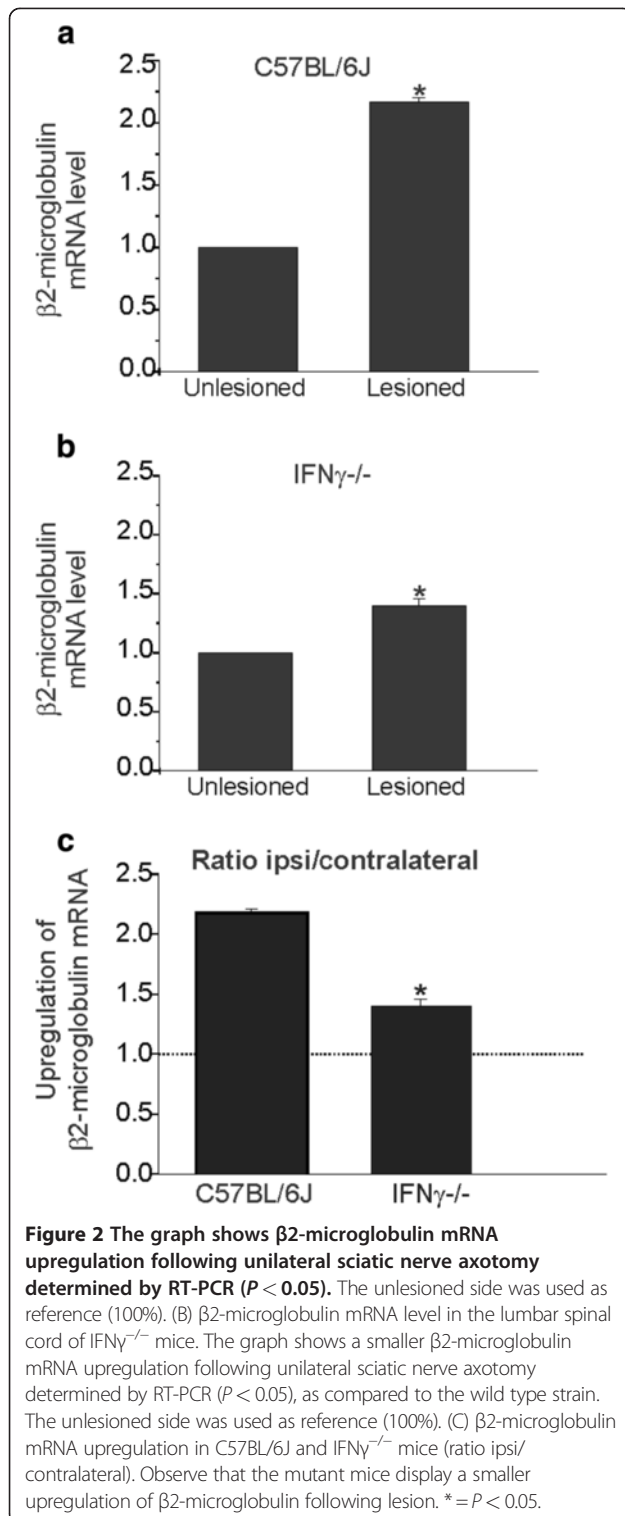 a
C57BL/6J
β2-microglobulin
mRNA level
2.5
2.0
1.5
1.0
0.5
0.0
*
Unlesioned Lesioned
b
IFNγ-/-
β2-microglobulin
mRNA level
2.5
2.0
1.5
1.0
0.5
0.0
*
Unlesioned Lesioned
c
Ratio ipsi/contralateral
Upregulation of
β2-microglobulin mRNA
2.5
2.0
1.5
1.0
0.5
0.0
*
C57BL/6J IFNγ-/-
Figure 2 The graph shows β2-microglobulin mRNA
upregulation following unilateral sciatic nerve axotomy
determined by RT-PCR (P < 0.05). The unlesioned side was used as
reference (100%). (B) β2-microglobulin mRNA level in the lumbar spinal
cord of IFNγ−/− mice. The graph shows a smaller β2-microglobulin
mRNA upregulation following unilateral sciatic nerve axotomy
determined by RT-PCR (P < 0.05), as compared to the wild type strain.
The unlesioned side was used as reference (100%). (C) β2-microglobulin
mRNA upregulation in C57BL/6J and IFNγ−/− mice (ratio ipsi/
contralateral). Observe that the mutant mice display a smaller
upregulation of β2-microglobulin following lesion. * = P < 0.05.